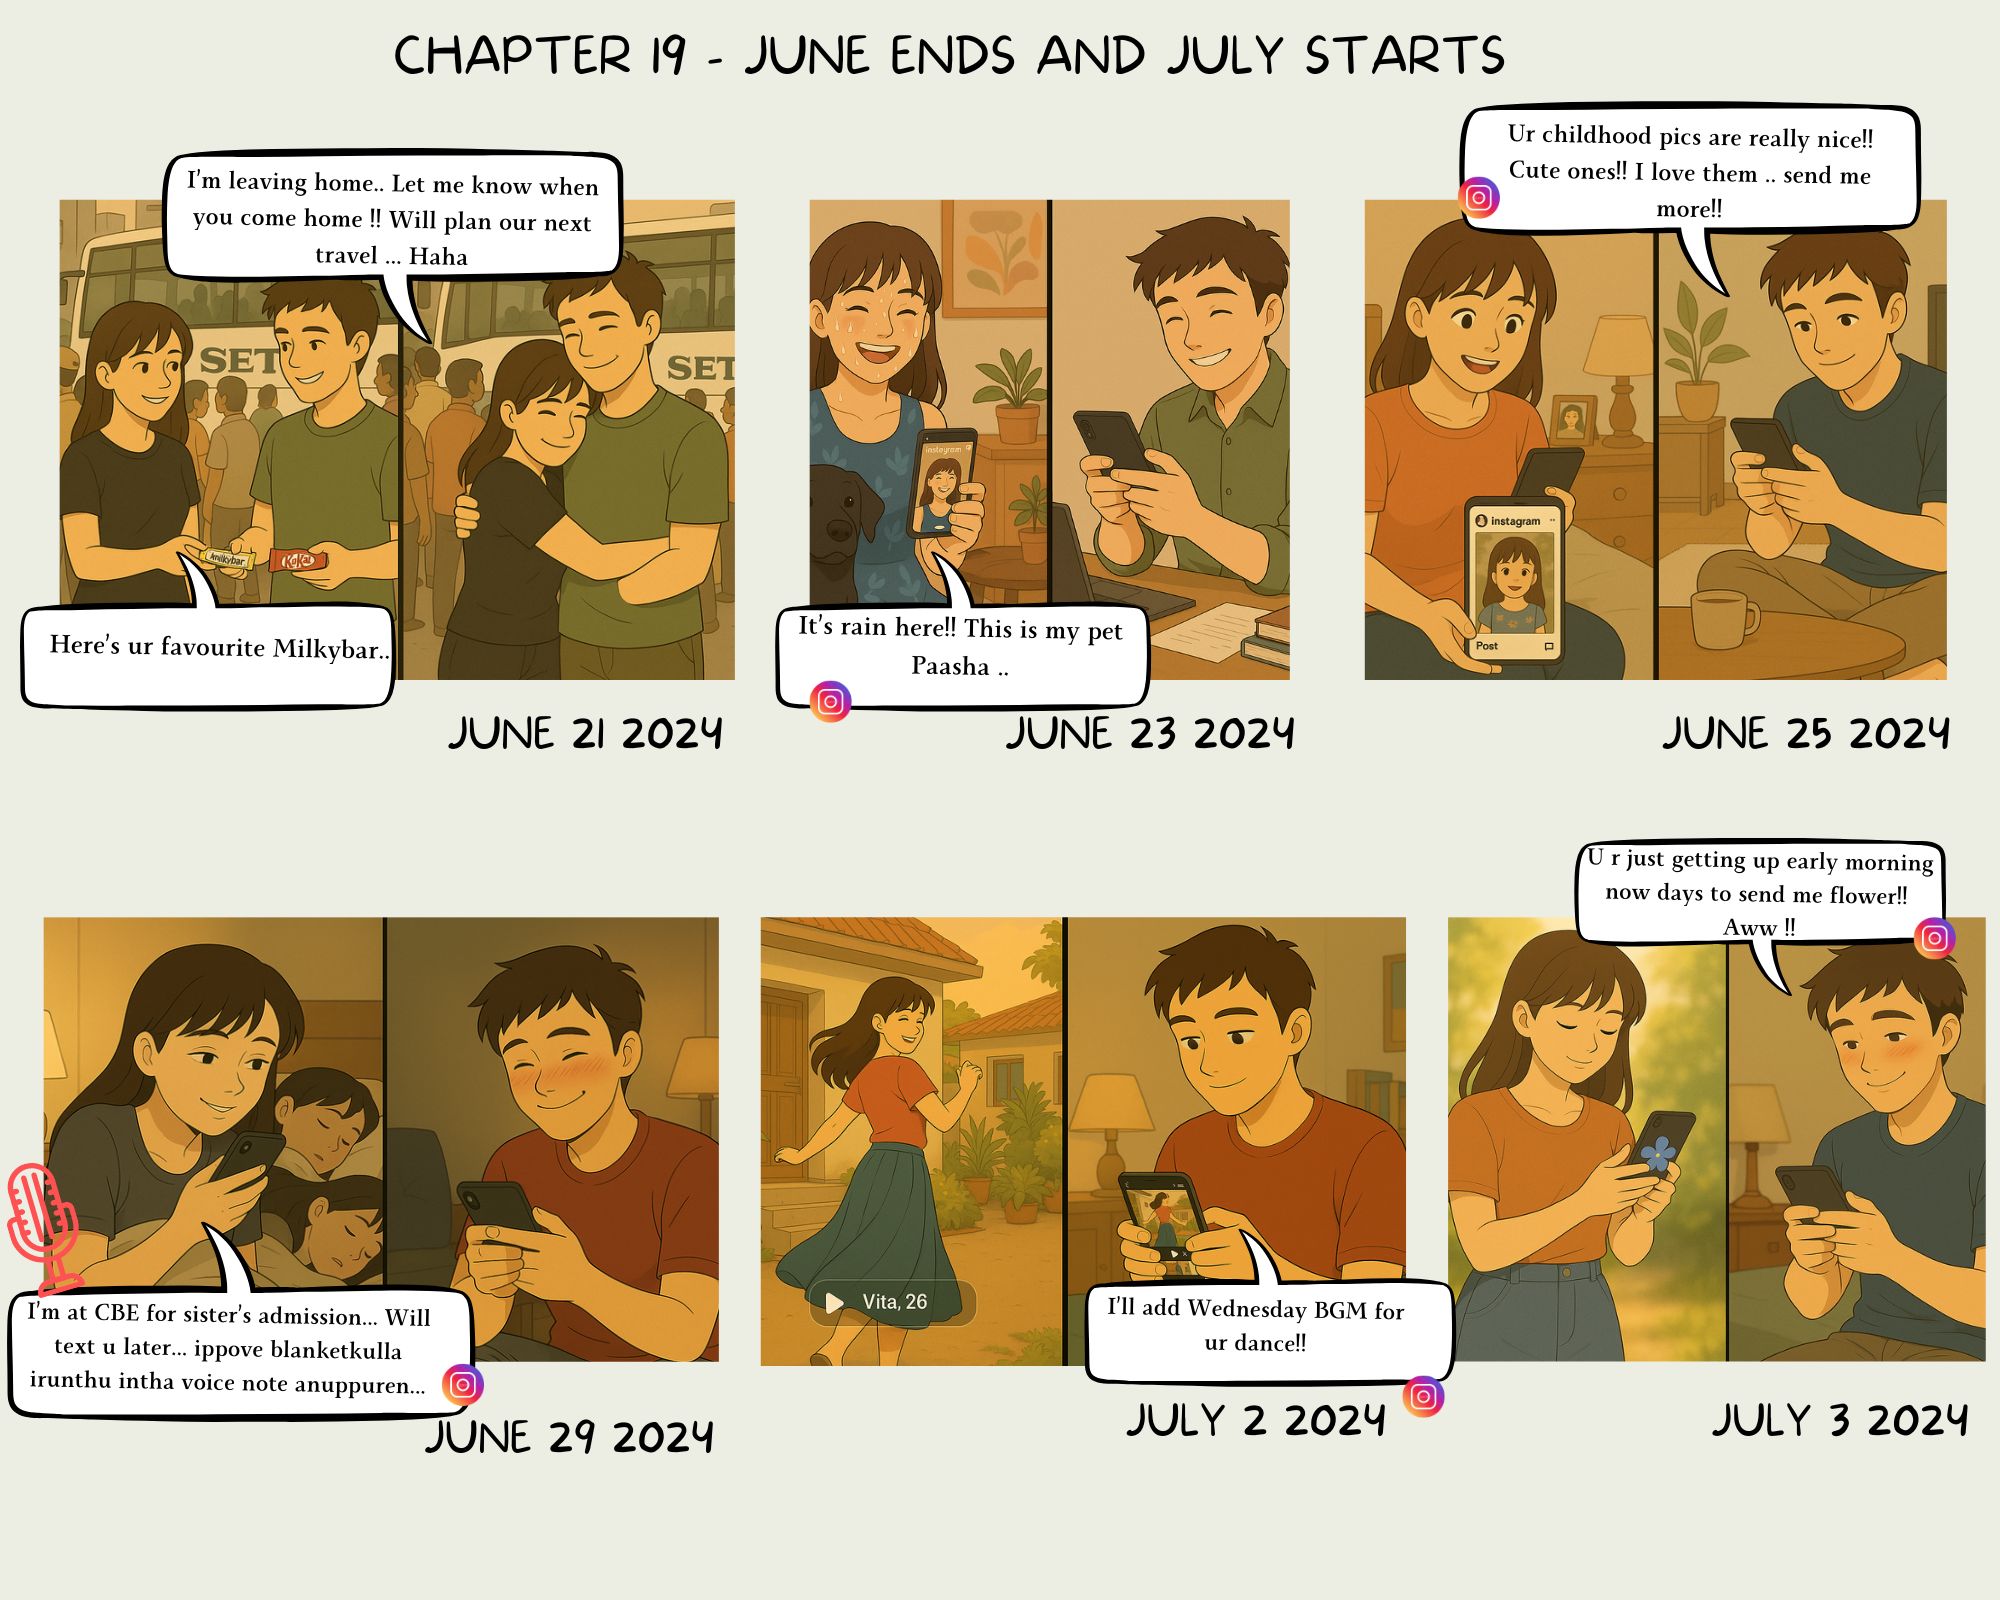 CHAPTER 19 - JUNE ENDS AND JULY STARTS
I'm leaving home.. Let me know when
you come home !! Will plan our next
travel ... Haha
SET
SET
milkybar
KitKat
Here's ur favourite Milkybar..
JUNE 21 2024
instagram
It's rain here!! This is my pet
Paasha ..
JUNE 23 2024
Ur childhood pics are really nice!!
Cute ones!! I love them .. send me
more!!
instagram
Post
JUNE 25 2024
I'm at CBE for sister's admission... Will
text u later... ippove blanketkulla
irunthu intha voice note anuppuren...
JUNE 29 2024
Vita, 26
I'll add Wednesday BGM for
ur dance!!
JULY 2 2024
U r just getting up early morning
now days to send me flower!!
Aww !!
JULY 3 2024